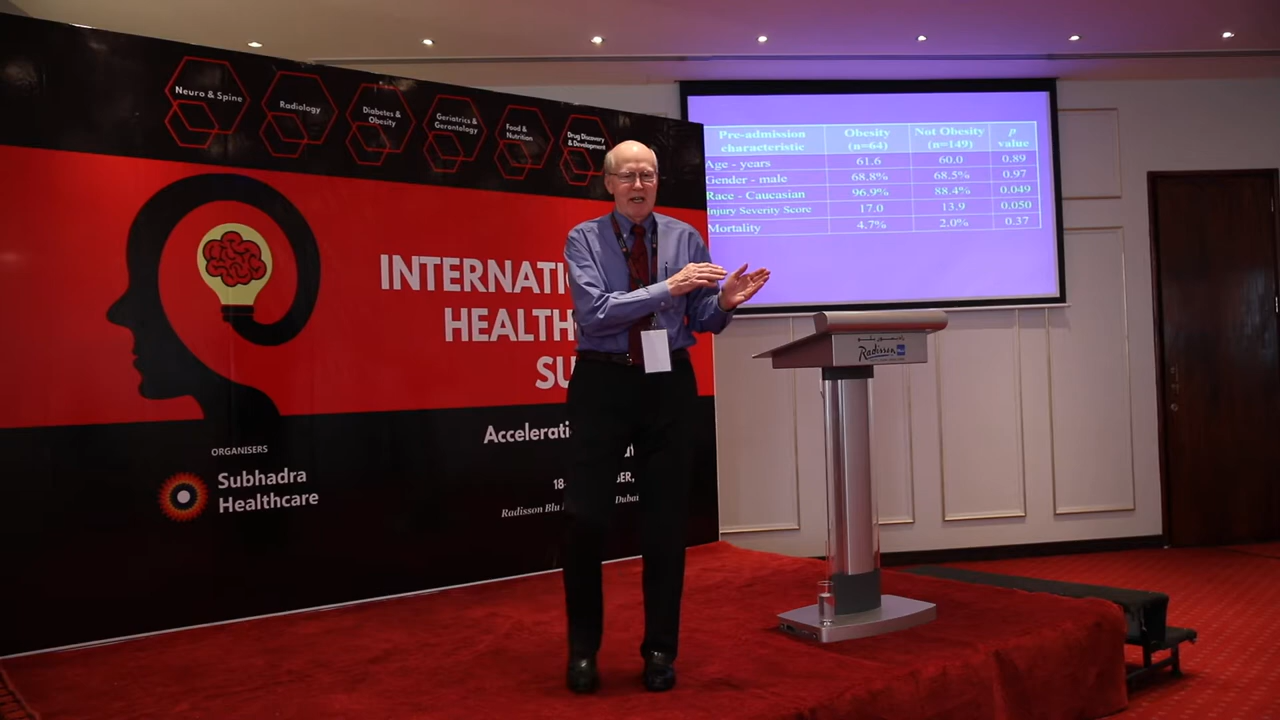 Neuro & Spine
Radiology
Diabetes &
Obesity
Geriatrics &
Gerontology
Food &
Nutrition
Drug Discovery
& Development
INTERNATI
HEALTH
SU
Accelerati
18-
BER,
Radisson Blu
Dubai
ORGANISERS
Subhadra
Healthcare
Pre-admission characteristic Obesity (n=64) Not Obesity (n=149) p value
Age - years 61.6 60.0 0.89
Gender - male 68.8% 68.5% 0.97
Race - Caucasian 96.9% 88.4% 0.049
Injury Severity Score 17.0 13.9 0.050
Mortality 4.7% 2.0% 0.37
Radisson